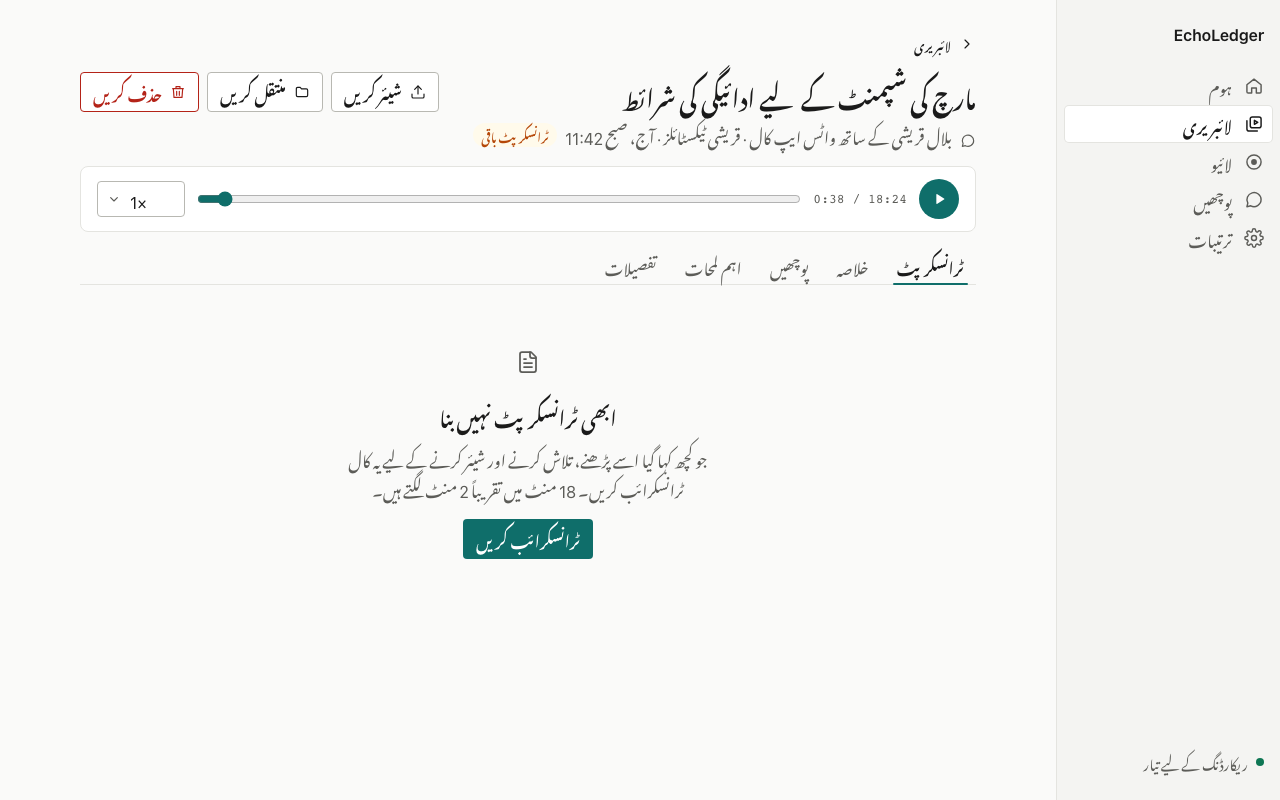 EchoLedger
ہوم
لائبریری
لائیو
پوچھیں
ترتیبات
ریکارڈنگ کے لیے تیار
لائبریری
مارچ کی شپمنٹ کے لیے ادائیگی کی شرائط
شیئر کریں
منتقل کریں
حذف کریں
بلال قریشی کے ساتھ واٹس ایپ کال · قریشی ٹیکسٹائلز · آج، صبح 11:42
ٹرانسکرپٹ باقی
0:38 / 18:24
1×
ٹرانسکرپٹ
خلاصہ
پوچھیں
اہم لمحات
تفصیلات
ابھی ٹرانسکرپٹ نہیں بنا
جو کچھ کہا گیا اسے پڑھنے، تلاش کرنے اور شیئر کرنے کے لیے یہ کال
ٹرانسکرائب کریں۔ 18 منٹ میں تقریباً 2 منٹ لگتے ہیں۔
ٹرانسکرائب کریں